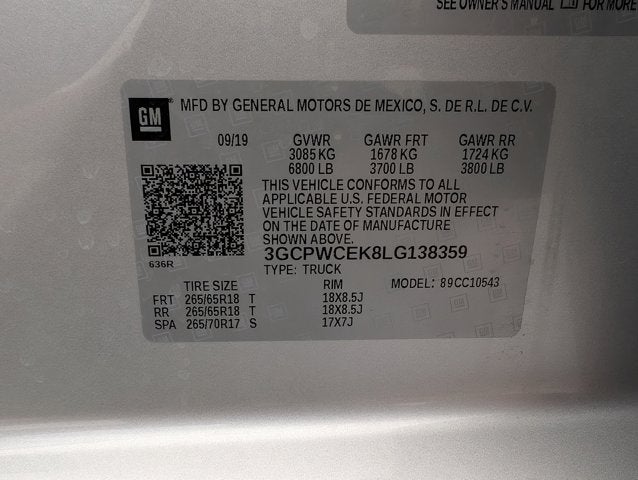 SEE OWNER'S MANUAL FOR MORE
GM
MFD BY GENERAL MOTORS DE MEXICO, S. DE R.L. DE C.V.
09/19 GVWR GAWR FRT GAWR RR
3085 KG 1678 KG 1724 KG
6800 LB 3700 LB 3800 LB
THIS VEHICLE CONFORMS TO ALL
APPLICABLE U.S. FEDERAL MOTOR
VEHICLE SAFETY STANDARDS IN EFFECT
ON THE DATE OF MANUFACTURE
SHOWN ABOVE.
636R
3GCPWCEK8LG138359
TYPE: TRUCK MODEL: 89CC10543
TIRE SIZE RIM
FRT 265/65R18 T 18X8.5J
RR 265/65R18 T 18X8.5J
SPA 265/70R17 S 17X7J